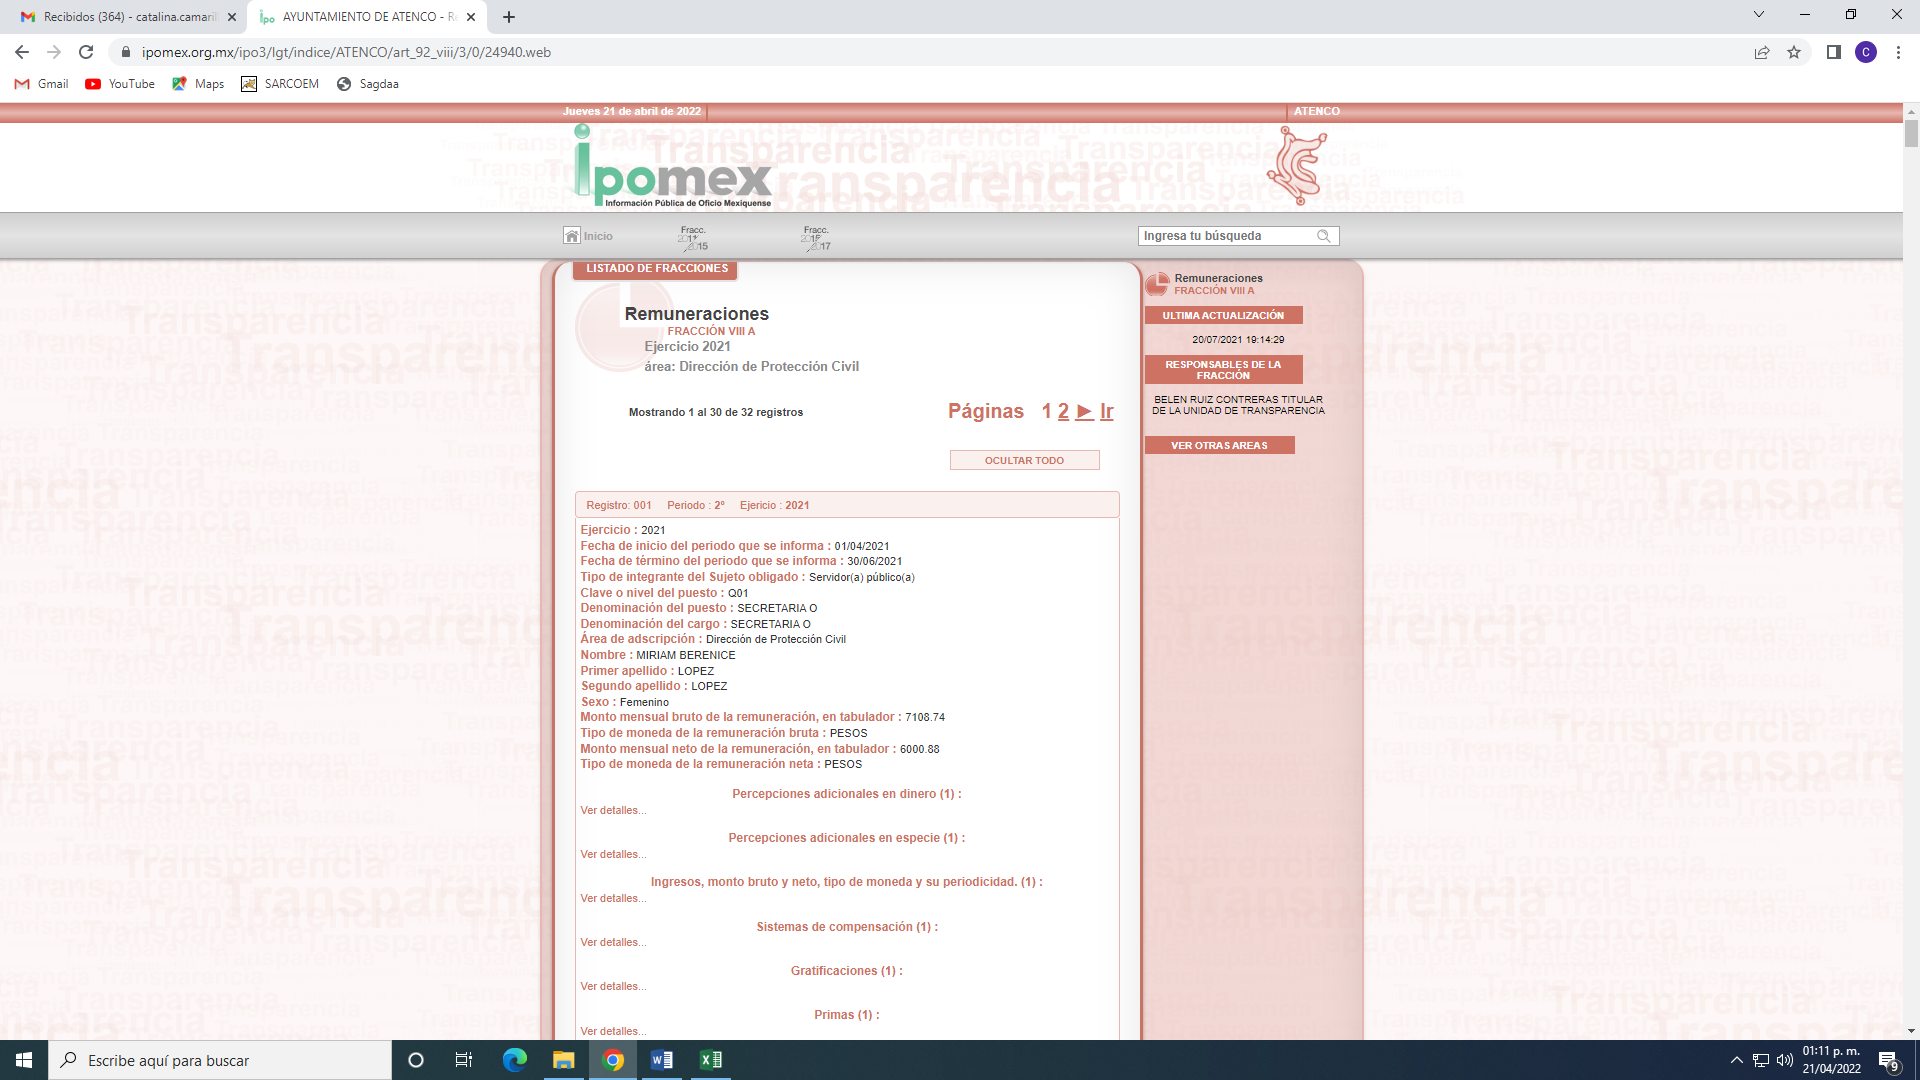 Recibidos (364) - catalina.camaril
AYUNTAMIENTO DE ATENCO - Re
ipomex.org.mx/ipo3/lgt/indice/ATENCO/art_92_viii/3/0/24940.web
C
Gmail
YouTube
Maps
SARCOEM
Sagdaa
Jueves 21 de abril de 2022
ATENCO
ipomex
Información Pública de Oficio Mexiquense
Transparencia
Inicio
Fracc.
2015
Fracc.
2017
Ingresa tu búsqueda
LISTADO DE FRACCIONES
Remuneraciones
FRACCIÓN VIII A
Ejercicio 2021
área: Dirección de Protección Civil
Mostrando 1 al 30 de 32 registros
Páginas 1 2 ► Ir
OCULTAR TODO
Registro: 001 Periodo : 2º Ejericio : 2021
Ejercicio : 2021
Fecha de inicio del periodo que se informa : 01/04/2021
Fecha de término del periodo que se informa : 30/06/2021
Tipo de integrante del Sujeto obligado : Servidor(a) público(a)
Clave o nivel del puesto : Q01
Denominación del puesto : SECRETARIA O
Denominación del cargo : SECRETARIA O
Área de adscripción : Dirección de Protección Civil
Nombre : MIRIAM BERENICE
Primer apellido : LOPEZ
Segundo apellido : LOPEZ
Sexo : Femenino
Monto mensual bruto de la remuneración, en tabulador : 7108.74
Tipo de moneda de la remuneración bruta : PESOS
Monto mensual neto de la remuneración, en tabulador : 6000.88
Tipo de moneda de la remuneración neta : PESOS
Percepciones adicionales en dinero (1) :
Ver detalles...
Percepciones adicionales en especie (1) :
Ver detalles...
Ingresos, monto bruto y neto, tipo de moneda y su periodicidad. (1) :
Ver detalles...
Sistemas de compensación (1) :
Ver detalles...
Gratificaciones (1) :
Ver detalles...
Primas (1) :
Ver detalles...
Remuneraciones
FRACCIÓN VIII A
ULTIMA ACTUALIZACIÓN
20/07/2021 19:14:29
RESPONSABLES DE LA
FRACCIÓN
BELEN RUIZ CONTRERAS TITULAR
DE LA UNIDAD DE TRANSPARENCIA
VER OTRAS AREAS
Escribe aquí para buscar
01:11 p. m.
21/04/2022
9